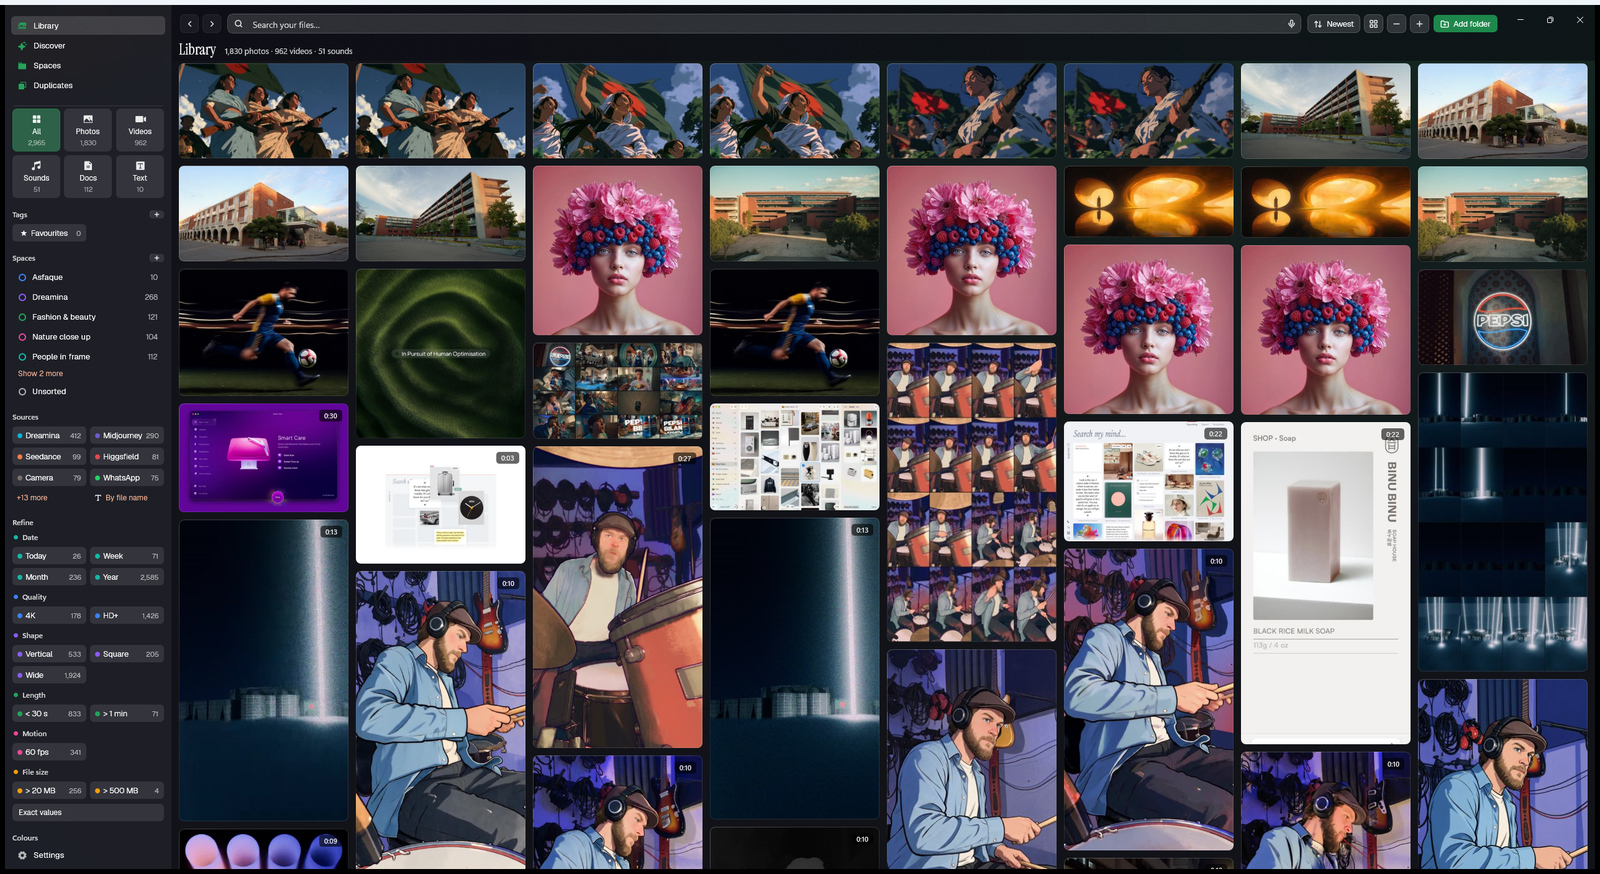 Library
Discover
Spaces
Duplicates
All
2,965
Photos
1,830
Videos
962
Sounds
51
Docs
112
Text
10
Tags
+
Favourites 0
Spaces
+
Asfaque 10
Dreamina 268
Fashion & beauty 121
Nature close up 104
People in frame 112
Show 2 more
Unsorted
Sources
Dreamina 412
Midjourney 290
Seedance 99
Higgsfield 81
Camera 79
WhatsApp 75
+13 more
By file name
Refine
Date
Today 26
Week 71
Month 236
Year 2,585
Quality
4K 178
HD+ 1,426
Shape
Vertical 533
Square 205
Wide 1,924
Length
< 30 s 833
> 1 min 71
Motion
60 fps 341
File size
> 20 MB 256
> 500 MB 4
Exact values
Colours
Settings
Search your files...
Newest
Add folder
Library 1,830 photos · 962 videos · 51 sounds
In Pursuit of Human Optimisation
PEPSI
0:30
Smart Care
0:03
0:27
0:13
0:13
0:22
Search my mind...
0:22
SHOP • Soap
BINU BINU
BLACK RICE MILK SOAP
113g / 4 oz
0:10
0:10
0:10
0:10
0:09
0:10